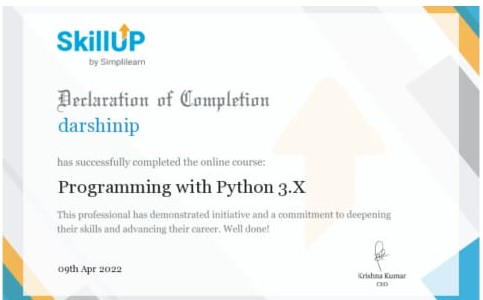 SkillUP
by Simplilearn
Declaration of Completion
darshinip
has successfully completed the online course:
Programming with Python 3.X
This professional has demonstrated initiative and a commitment to deepening
their skills and advancing their career. Well done!
09th Apr 2022
Krishna Kumar
CEO